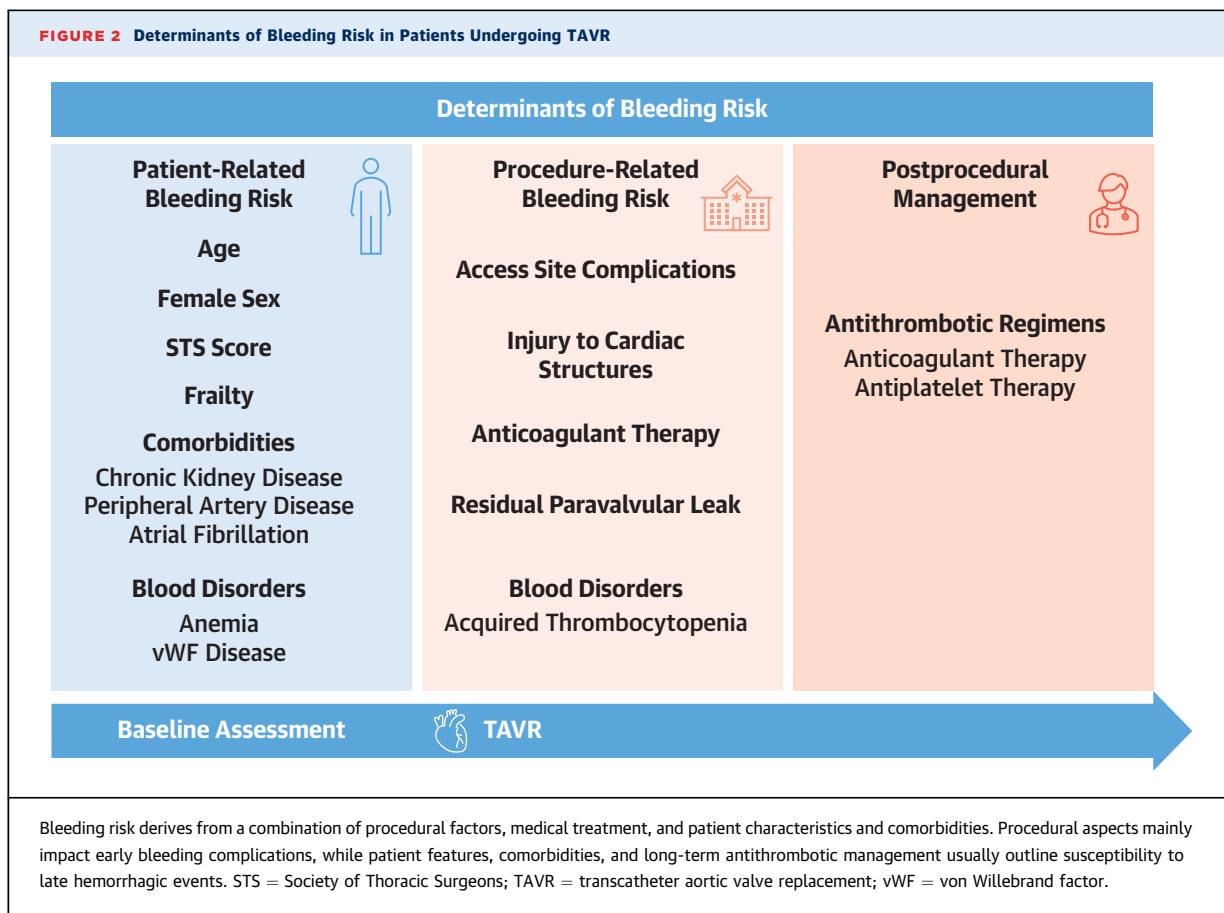 FIGURE 2 Determinants of Bleeding Risk in Patients Undergoing TAVR
Determinants of Bleeding Risk
Patient-Related
Bleeding Risk
Age
Female Sex
STS Score
Frailty
Comorbidities
Chronic Kidney Disease
Peripheral Artery Disease
Atrial Fibrillation
Blood Disorders
Anemia
vWF Disease
Procedure-Related
Bleeding Risk
Access Site Complications
Injury to Cardiac
Structures
Anticoagulant Therapy
Residual Paravalvular Leak
Blood Disorders
Acquired Thrombocytopenia
Postprocedural
Management
Antithrombotic Regimens
Anticoagulant Therapy
Antiplatelet Therapy
Baseline Assessment
TAVR
Bleeding risk derives from a combination of procedural factors, medical treatment, and patient characteristics and comorbidities. Procedural aspects mainly
impact early bleeding complications, while patient features, comorbidities, and long-term antithrombotic management usually outline susceptibility to
late hemorrhagic events. STS = Society of Thoracic Surgeons; TAVR = transcatheter aortic valve replacement; vWF = von Willebrand factor.